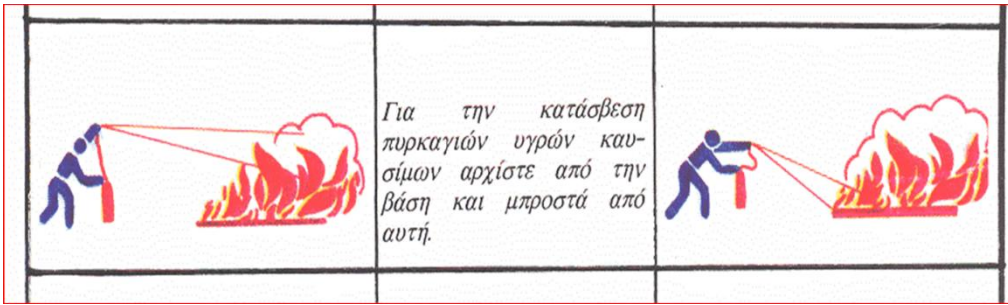 Για την κατάσβεση
πυρκαγιών υγρών καυ-
σίμων αρχίστε από την
βάση και μπροστά από
αυτή.